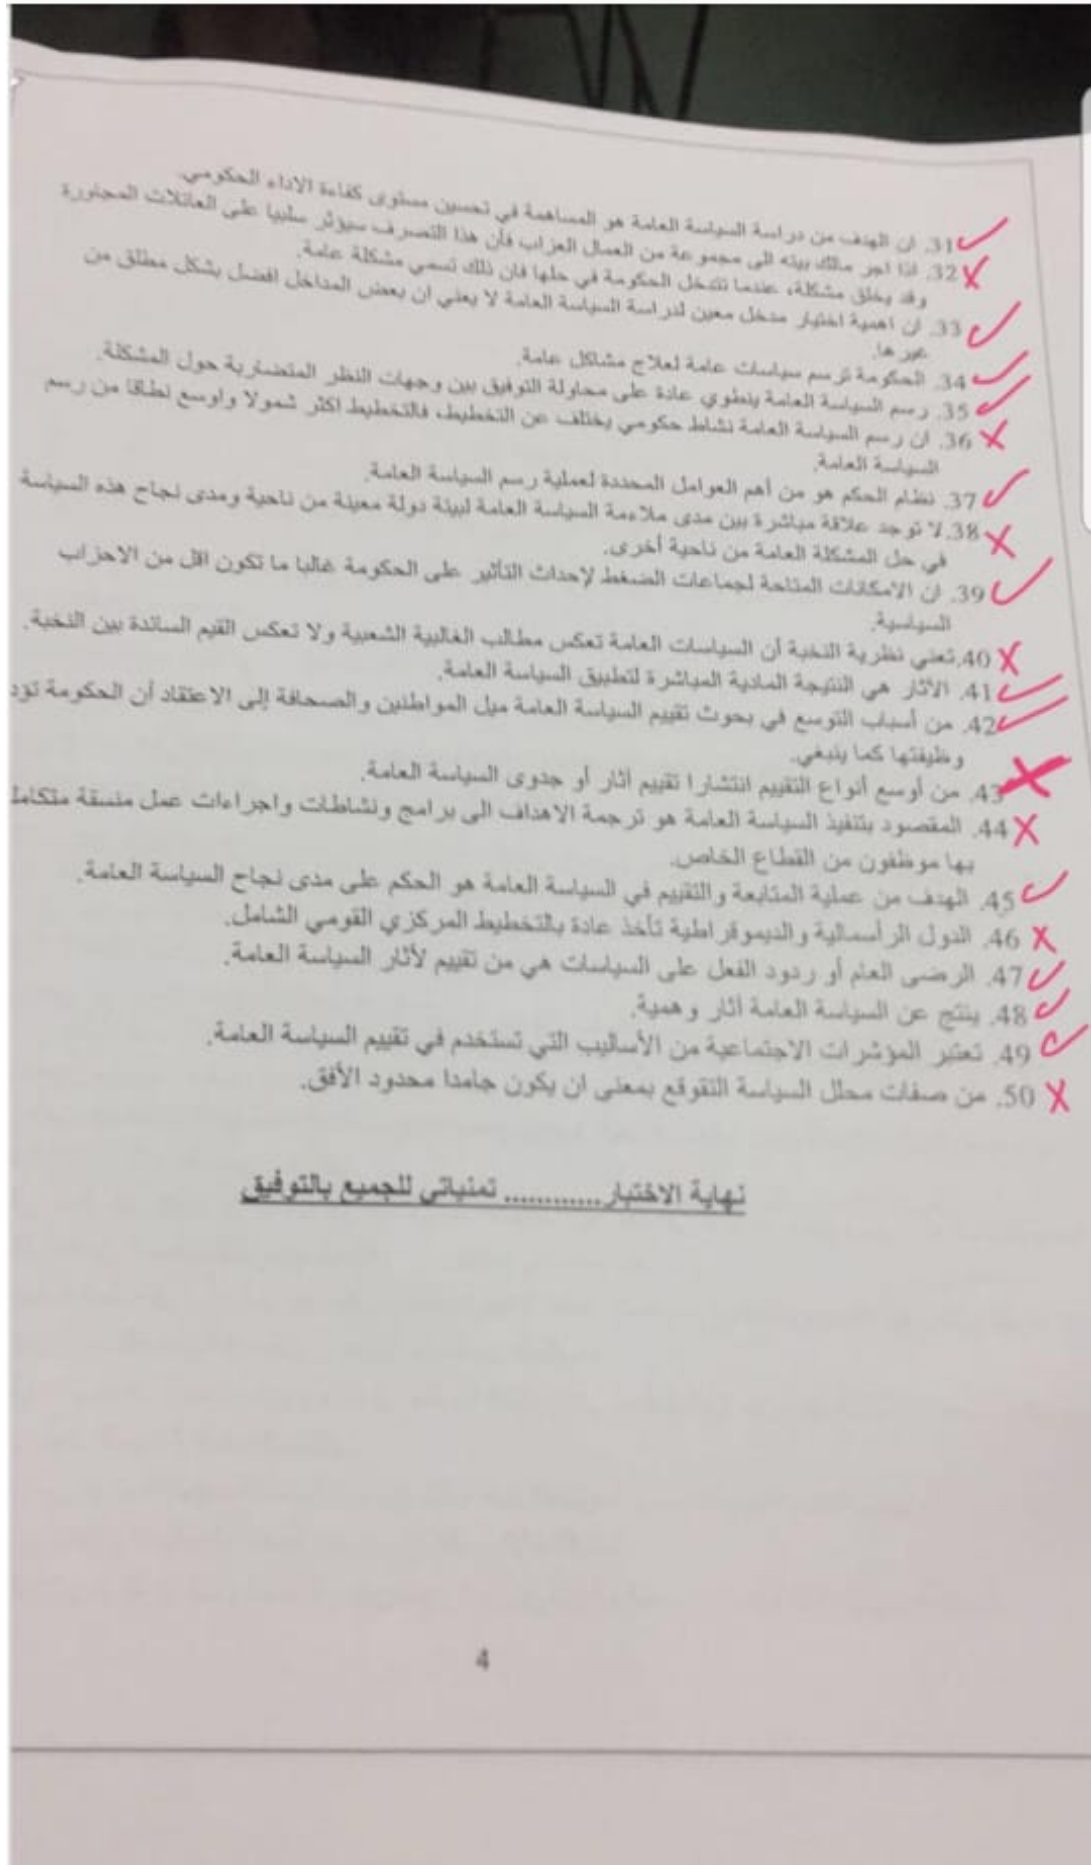 31. ان الهدف من دراسة السياسة العامة هو المساهمة في تحسين مستوى كفاءة الاداء الحكومي.
32. اذا اجر مالك بيته الى مجموعة من العمال العزاب فأن هذا التصرف سيؤثر سلبيا على العائلات المجاورة
وقد يخلق مشكلة، عندما تتدخل الحكومة في حلها فان ذلك تسمي مشكلة عامة.
33. ان اهمية اختيار مدخل معين لدراسة السياسة العامة لا يعني ان بعض المداخل افضل بشكل مطلق من
غيرها.
34. الحكومة ترسم سياسات عامة لعلاج مشاكل عامة.
35. رسم السياسة العامة ينطوي عادة على محاولة التوفيق بين وجهات النظر المتضاربة حول المشكلة.
36. ان رسم السياسة العامة نشاط حكومي يختلف عن التخطيط، فالتخطيط اكثر شمولا واوسع نطاقا من رسم
السياسة العامة.
37. نظام الحكم هو من أهم العوامل المحددة لعملية رسم السياسة العامة.
38. لا توجد علاقة مباشرة بين مدى ملاءمة السياسة العامة لبيئة دولة معينة من ناحية ومدى نجاح هذه السياسة
في حل المشكلة العامة من ناحية أخرى.
39. ان الامكانات المتاحة لجماعات الضغط لإحداث التأثير على الحكومة غالبا ما تكون اقل من الاحزاب
السياسية.
40. تعني نظرية النخبة أن السياسات العامة تعكس مطالب الغالبية الشعبية ولا تعكس القيم السائدة بين النخبة.
41. الآثار هي النتيجة المادية المباشرة لتطبيق السياسة العامة.
42. من أسباب التوسع في بحوث تقييم السياسة العامة ميل المواطنين والصحافة إلى الاعتقاد أن الحكومة تؤد
وظيفتها كما ينبغي.
43. من أوسع أنواع التقييم انتشارا تقييم أثار أو جدوى السياسة العامة.
44. المقصود بتنفيذ السياسة العامة هو ترجمة الاهداف الى برامج ونشاطات واجراءات عمل منسقة متكامل
بها موظفون من القطاع الخاص.
45. الهدف من عملية المتابعة والتقييم في السياسة العامة هو الحكم على مدى نجاح السياسة العامة.
46. الدول الرأسمالية والديموقراطية تأخذ عادة بالتخطيط المركزي القومي الشامل.
47. الرضى العام أو ردود الفعل على السياسات هي من تقييم لأثار السياسة العامة.
48. ينتج عن السياسة العامة أثار وهمية.
49. تعتبر المؤشرات الاجتماعية من الأساليب التي تستخدم في تقييم السياسة العامة.
50. من صفات محلل السياسة التقوقع بمعنى ان يكون جامدا محدود الأفق.
نهاية الاختبار............ تمنياتي للجميع بالتوفيق
4